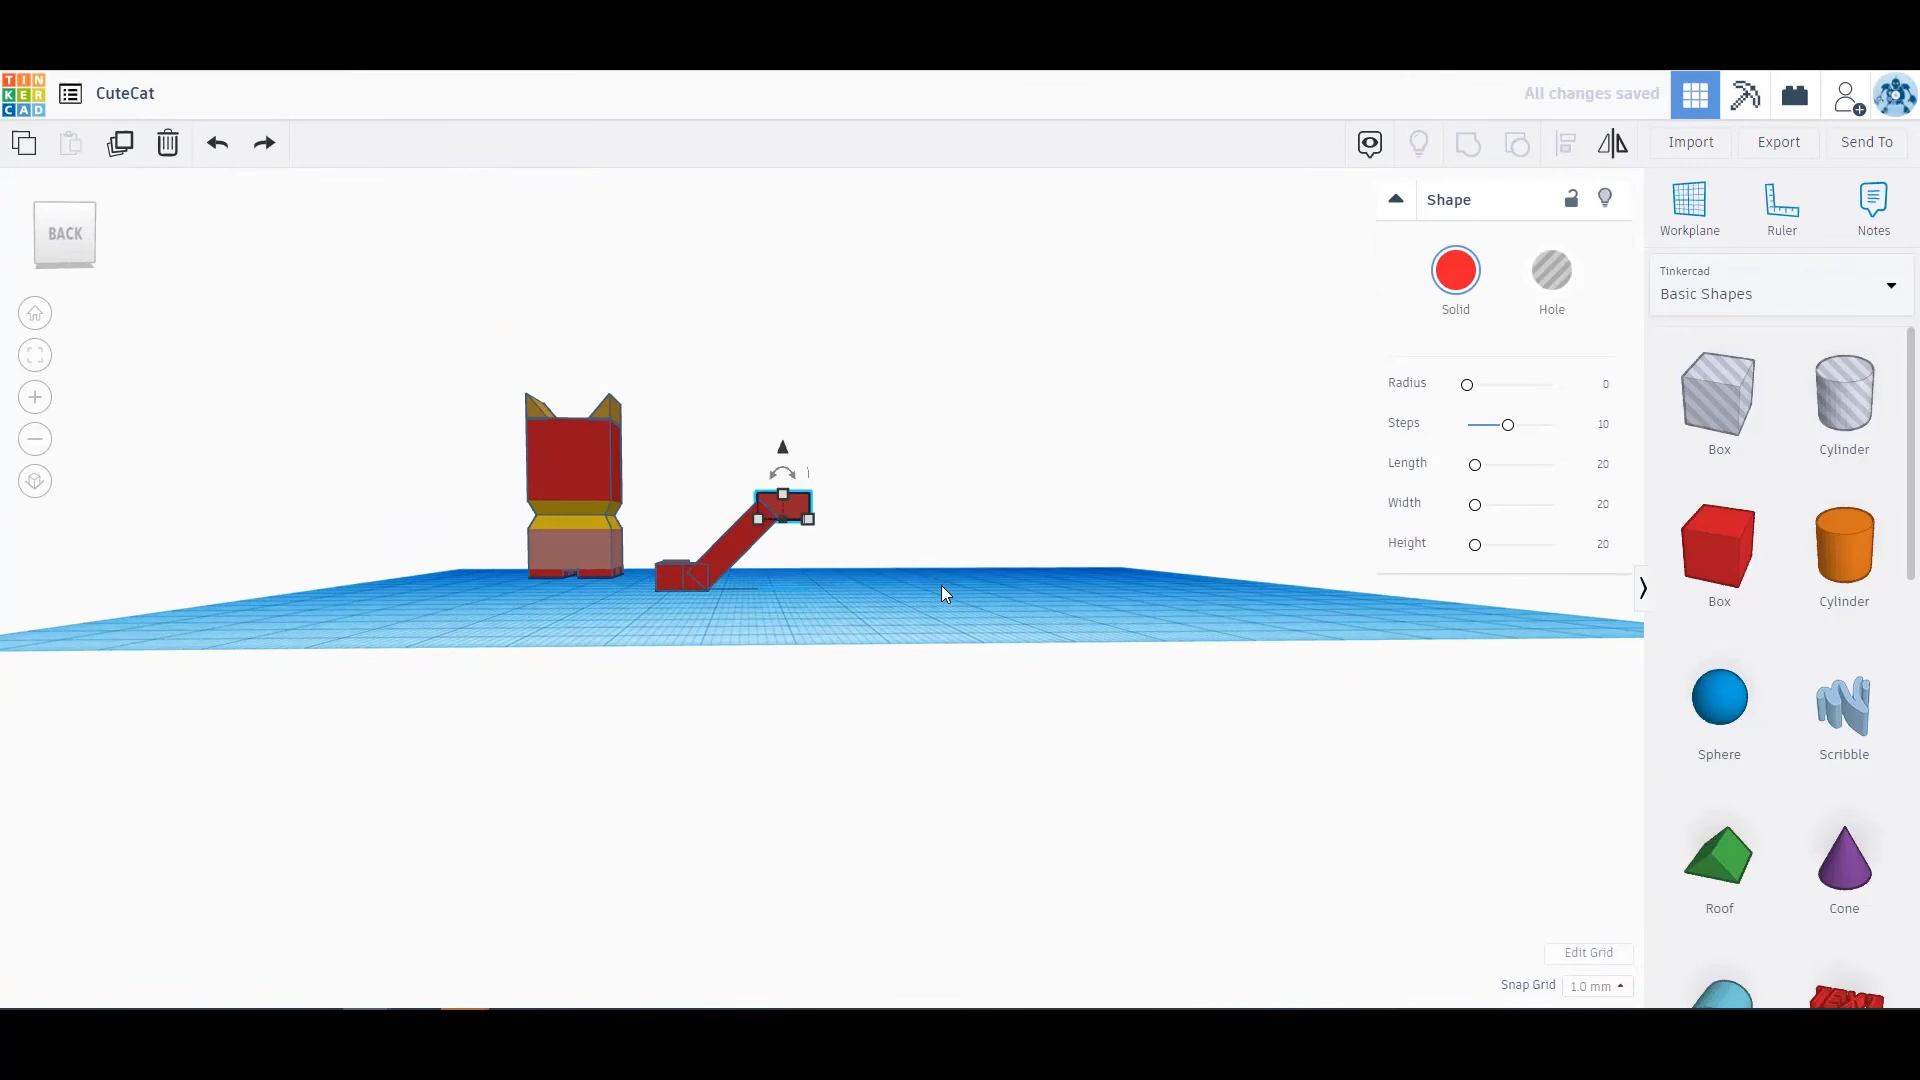 TIN
KER
CAD
CuteCat
All changes saved
Import
Export
Send To
BACK
Shape
Solid
Hole
Radius
0
Steps
10
Length
20
Width
20
Height
20
Workplane
Ruler
Notes
Tinkercad
Basic Shapes
Box
Cylinder
Box
Cylinder
Sphere
Scribble
Roof
Cone
TEXT
Edit Grid
Snap Grid
1.0 mm